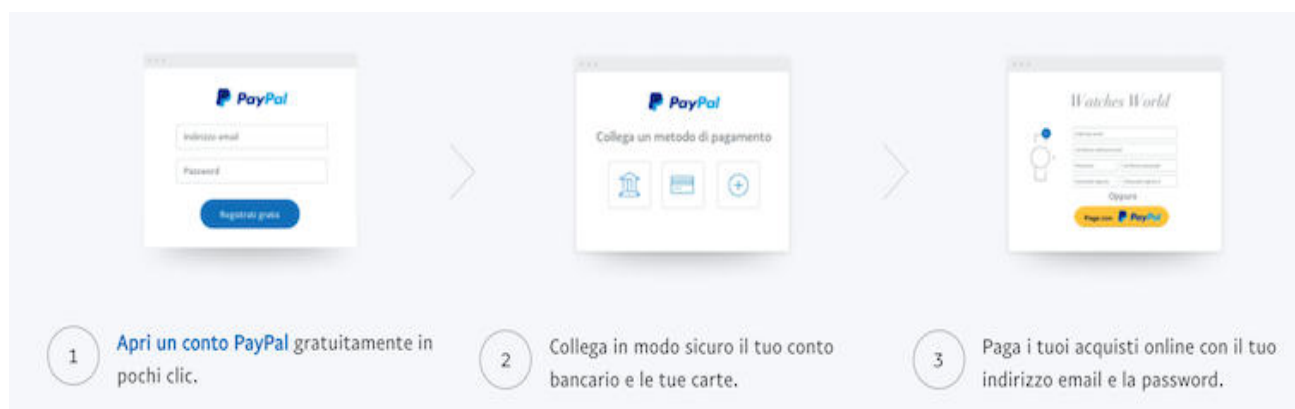 PayPal
Indirizzo email
Password
Registrati gratis
PayPal
Collega un metodo di pagamento
Watches World
Oppure
Paga con PayPal
1
Apri un conto PayPal gratuitamente in
pochi clic.
2
Collega in modo sicuro il tuo conto
bancario e le tue carte.
3
Paga i tuoi acquisti online con il tuo
indirizzo email e la password.